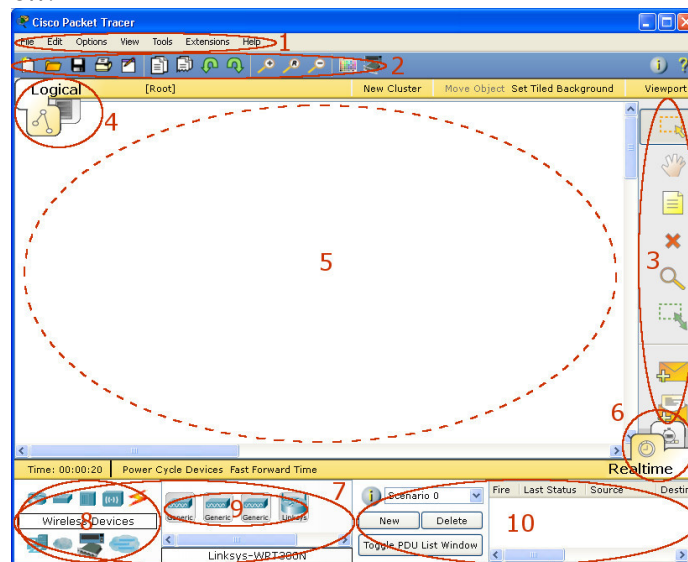 Cisco Packet Tracer
File Edit Options View Tools Extensions Help 1
2
Logical [Root] New Cluster Move Object Set Tiled Background Viewport
4
5
3
6
Realtime
Time: 00:00:20 Power Cycle Devices Fast Forward Time
7
Scenario 0 Fire Last Status Source Destin
Generic Generic Generic Linksys
9
8
Wireless Devices
New Delete
10
Toggle PDU List Window
Linksys-WRT300N